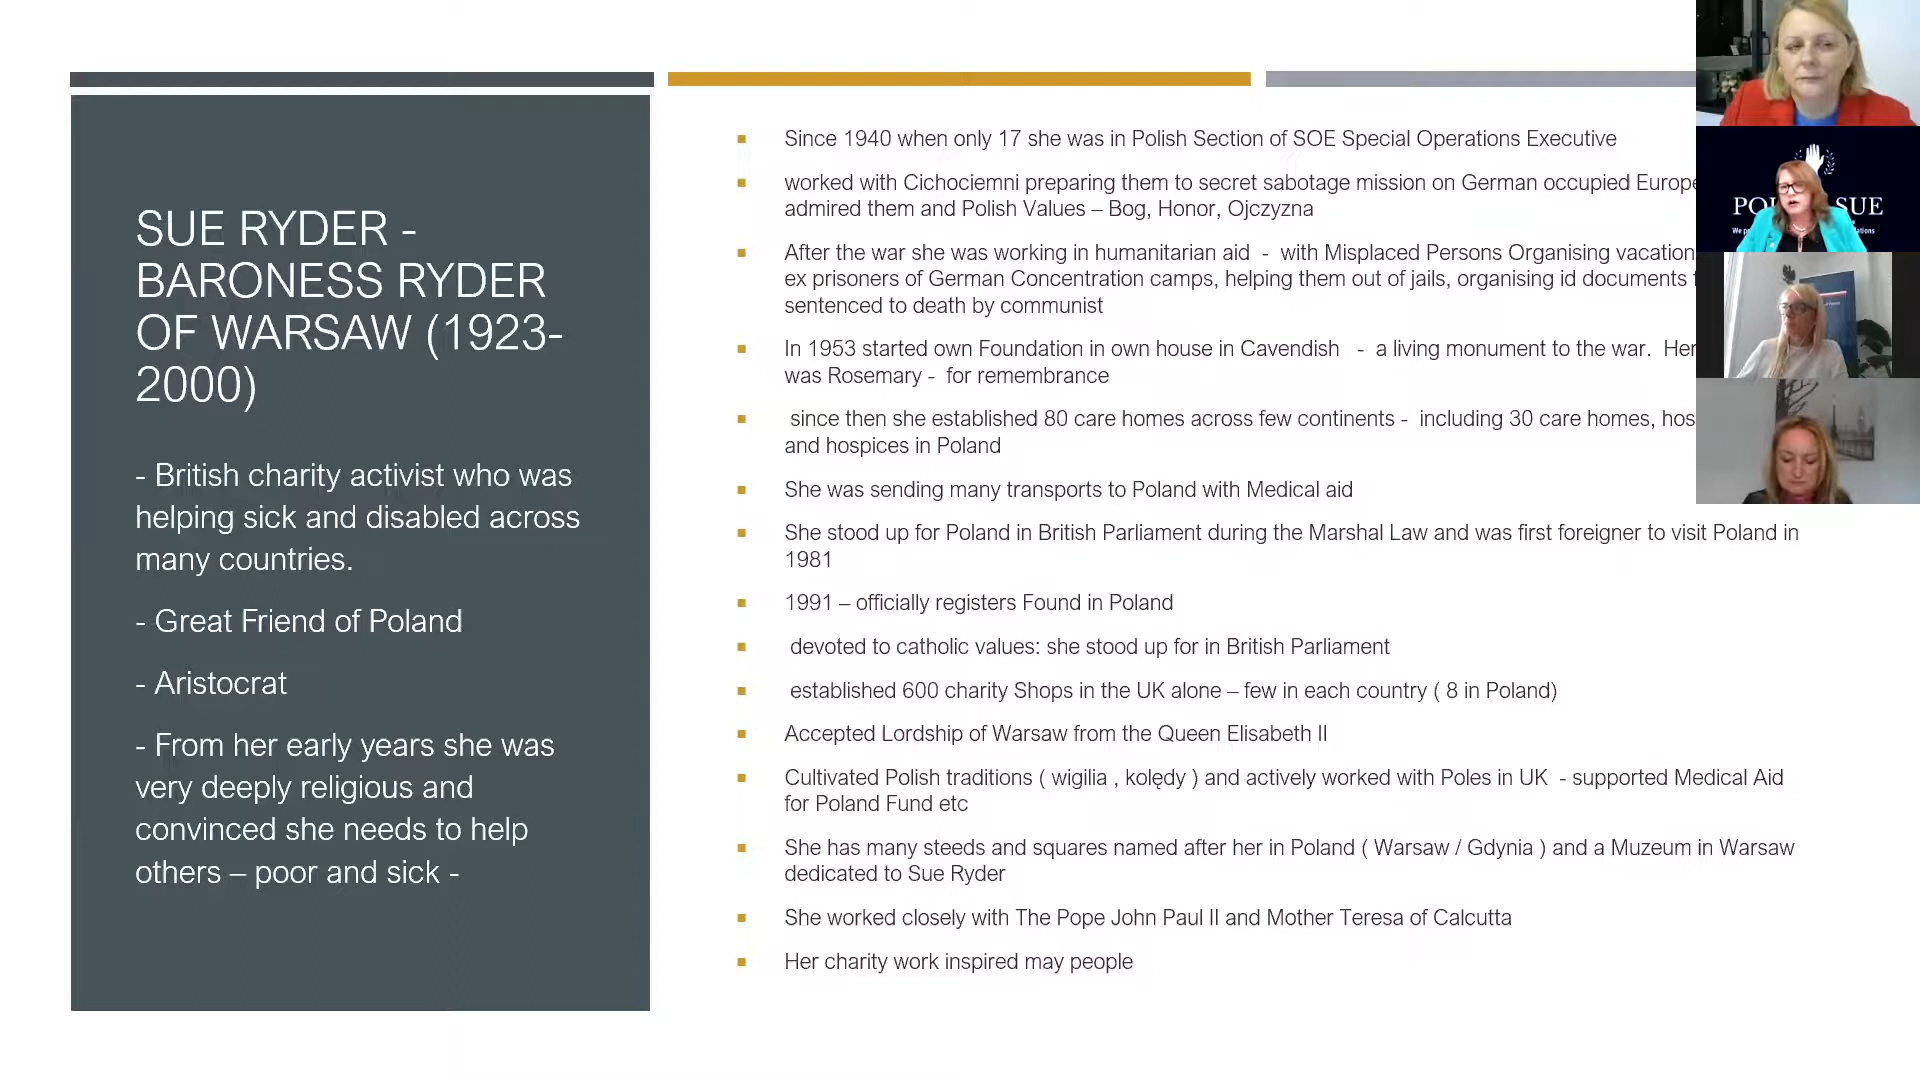 SUE RYDER -
BARONESS RYDER
OF WARSAW (1923-
2000)
- British charity activist who was
helping sick and disabled across
many countries.
- Great Friend of Poland
- Aristocrat
- From her early years she was
very deeply religious and
convinced she needs to help
others – poor and sick -
Since 1940 when only 17 she was in Polish Section of SOE Special Operations Executive
worked with Cichociemni preparing them to secret sabotage mission on German occupied Europe
admired them and Polish Values – Bog, Honor, Ojczyzna
After the war she was working in humanitarian aid - with Misplaced Persons Organising vacation
ex prisoners of German Concentration camps, helping them out of jails, organising id documents
sentenced to death by communist
In 1953 started own Foundation in own house in Cavendish - a living monument to the war. Her
was Rosemary - for remembrance
since then she established 80 care homes across few continents - including 30 care homes, hos
and hospices in Poland
She was sending many transports to Poland with Medical aid
She stood up for Poland in British Parliament during the Marshal Law and was first foreigner to visit Poland in
1981
1991 – officially registers Found in Poland
devoted to catholic values: she stood up for in British Parliament
established 600 charity Shops in the UK alone – few in each country ( 8 in Poland)
Accepted Lordship of Warsaw from the Queen Elisabeth II
Cultivated Polish traditions ( wigilia , kolędy ) and actively worked with Poles in UK - supported Medical Aid
for Poland Fund etc
She has many steeds and squares named after her in Poland ( Warsaw / Gdynia ) and a Muzeum in Warsaw
dedicated to Sue Ryder
She worked closely with The Pope John Paul II and Mother Teresa of Calcutta
Her charity work inspired may people
PO SUE
We p